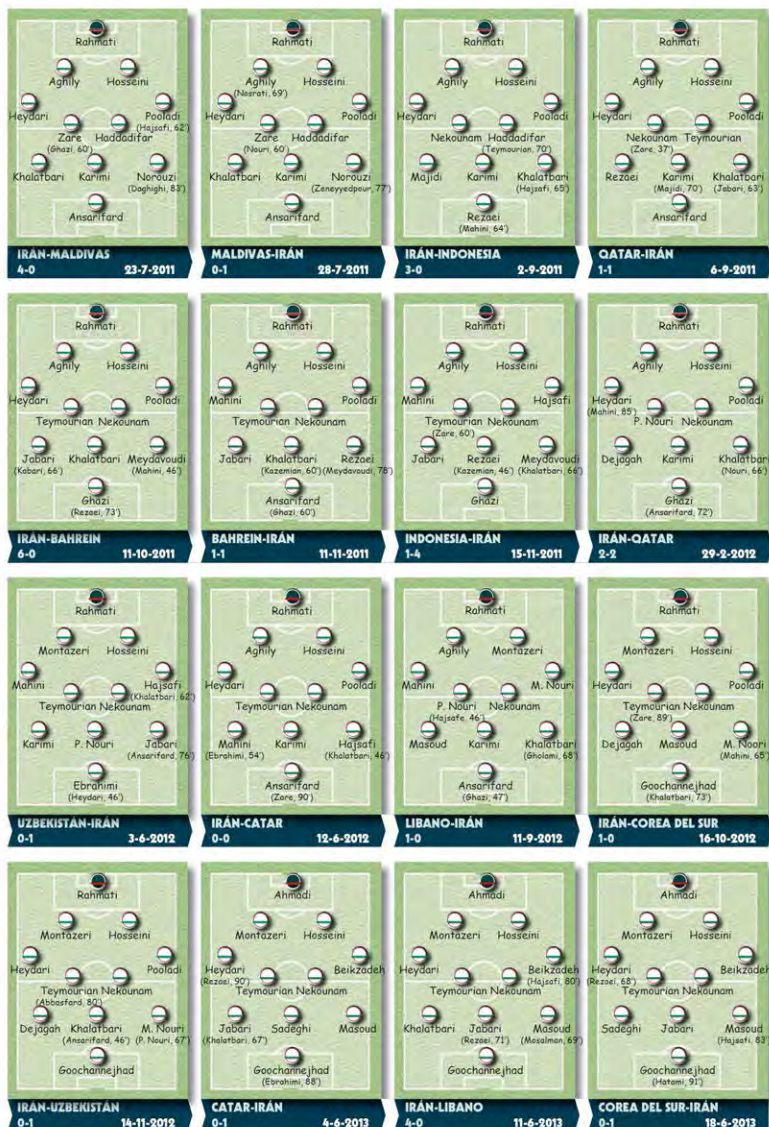 Rahmati
Aghily Hosseini
Heydari Pooladi
(Hajsafi, 62')
Zare Haddadifar
(Ghazi, 60')
Khalatbari Karimi Norouzi
(Daghighi, 83')
Ansarifard
IRÁN-MALDIVAS
4-0 23-7-2011
Rahmati
Aghily Hosseini
(Nosrati, 69')
Heydari Pooladi
Zare Haddadifar
(Nouri, 60')
Khalatbari Karimi Norouzi
(Zeneyyedpour, 77')
Ansarifard
MALDIVAS-IRÁN
0-1 28-7-2011
Rahmati
Aghily Hosseini
Heydari Pooladi
Nekounam Haddadifar
(Teymourian, 70')
Majidi Karimi Khalatbari
(Hajsafi, 65')
Rezaei
(Mahini, 64')
IRÁN-INDONESIA
3-0 2-9-2011
Rahmati
Aghily Hosseini
Heydari Pooladi
Nekounam Teymourian
(Zare, 37')
Rezaei Karimi Khalatbari
(Majidi, 70') (Jabari, 63')
Ansarifard
QATAR-IRÁN
1-1 6-9-2011
Rahmati
Aghily Hosseini
Heydari Pooladi
Teymourian Nekounam
Jabari Khalatbari Meydavoudi
(Kabari, 66') (Mahini, 46')
Ghazi
(Rezaei, 73')
IRÁN-BAHREIN
6-0 11-10-2011
Rahmati
Aghily Hosseini
Mahini Pooladi
Teymourian Nekounam
Jabari Khalatbari Rezaei
(Kazemian, 60') (Meydavoudi, 78')
Ansarifard
(Ghazi, 60')
BAHREIN-IRÁN
1-1 11-11-2011
Rahmati
Aghily Hosseini
Mahini Hajsafi
Teymourian Nekounam
(Zare, 60')
Jabari Rezaei Meydavoudi
(Kazemian, 46') (Khalatbari, 66')
Ghazi
INDONESIA-IRÁN
1-4 15-11-2011
Rahmati
Aghily Hosseini
Heydari Pooladi
(Mahini, 85')
P. Nouri Nekounam
Dejagah Karimi Khalatbari
(Nouri, 66')
Ghazi
(Ansarifard, 72')
IRÁN-QATAR
2-2 29-2-2012
Rahmati
Montazeri Hosseini
Mahini Hajsafi
(Khalatbari, 62')
Teymourian Nekounam
Karimi P. Nouri Jabari
(Ansarifard, 76')
Ebrahimi
(Heydari, 46')
UZBEKISTÁN-IRÁN
0-1 3-6-2012
Rahmati
Aghily Hosseini
Heydari Pooladi
Teymourian Nekounam
Mahini Karimi Hajsafi
(Ebrahimi, 54') (Khalatbari, 46')
Ansarifard
(Zare, 90')
IRÁN-CATAR
0-0 12-6-2012
Rahmati
Aghily Montazeri
Mahini M. Nouri
P. Nouri Nekounam
(Hajsafe, 46')
Masoud Karimi Khalatbari
(Gholami, 68')
Ansarifard
(Ghazi, 47')
LIBANO-IRÁN
1-0 11-9-2012
Rahmati
Montazeri Hosseini
Heydari Pooladi
Teymourian Nekounam
(Zare, 89')
Dejagah Masoud M. Noori
(Mahini, 65')
Goochannejhad
(Khalatbari, 73')
IRÁN-COREA DEL SUR
1-0 16-10-2012
Rahmati
Montazeri Hosseini
Heydari Pooladi
Teymourian Nekounam
(Abbasfard, 80')
Dejagah Khalatbari M. Nouri
(Ansarifard, 46') (P. Nouri, 67')
Goochannejhad
IRÁN-UZBEKISTÁN
0-1 14-11-2012
Ahmadi
Montazeri Hosseini
Heydari Beikzadeh
(Rezaei, 90')
Teymourian Nekounam
Jabari Sadeghi Masoud
(Khalatbari, 67')
Goochannejhad
(Ebrahimi, 88')
CATAR-IRÁN
0-1 4-6-2013
Ahmadi
Montazeri Hosseini
Heydari Beikzadeh
(Hajsafi, 80')
Teymourian Nekounam
Khalatbari Jabari Masoud
(Rezaei, 71') (Mosalman, 69')
Goochannejhad
IRÁN-LIBANO
4-0 11-6-2013
Ahmadi
Montazeri Hosseini
Heydari Beikzadeh
(Rezaei, 68')
Teymourian Nekounam
Sadeghi Jabari Masoud
(Hajsafi, 83')
Goochannejhad
(Hatami, 91')
COREA DEL SUR-IRÁN
0-1 18-6-2013